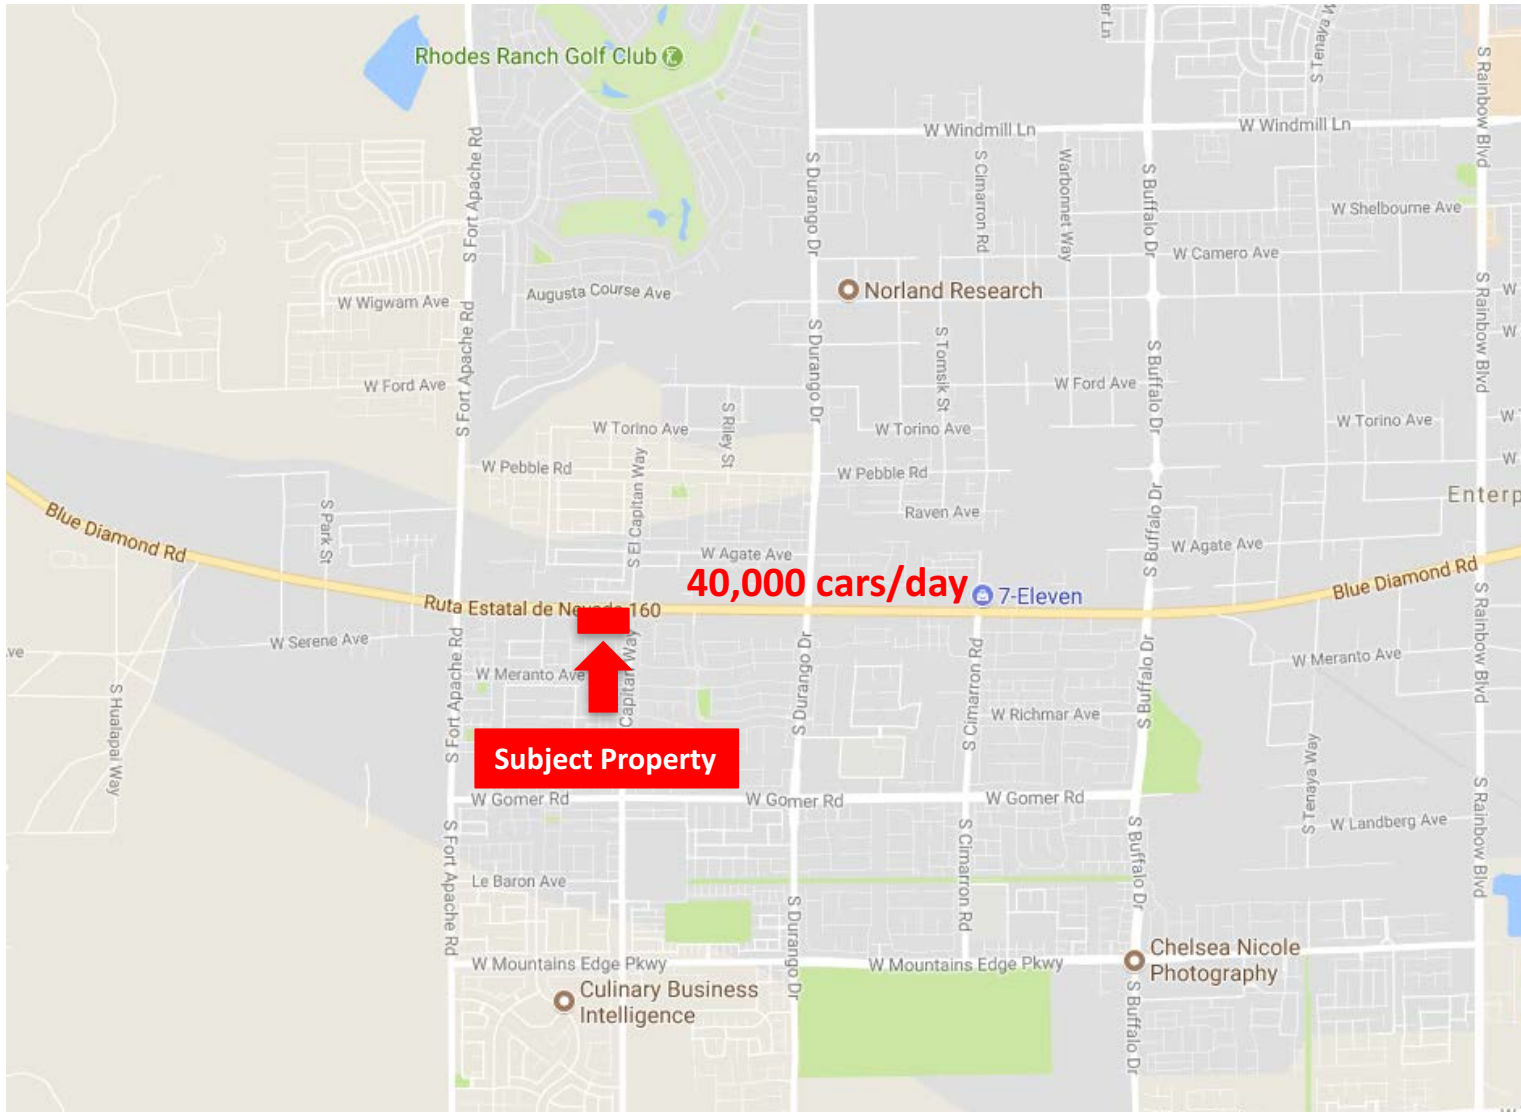 er Ln
S Tenaya W
S Rainbow Blvd
Rhodes Ranch Golf Club
W Windmill Ln
W Windmill Ln
S Fort Apache Rd
S Durango Dr
S Cimarron Rd
Warbonnet Way
S Buffalo Dr
W Shelbourne Ave
W Camero Ave
Norland Research
Augusta Course Ave
W Wigwam Ave
S Rainbow Blvd
W
W
S Fort Apache Rd
S Durango Dr
S Tomsik St
S Buffalo Dr
W Ford Ave
W Ford Ave
W Torino Ave
S Riley St
W Torino Ave
W Torino Ave
W
W
W Pebble Rd
S El Capitan Way
W Pebble Rd
Enterp
S Park St
Raven Ave
S Buffalo Dr
Blue Diamond Rd
W Agate Ave
W Agate Ave
40,000 cars/day
7-Eleven
Blue Diamond Rd
Ruta Estatal de Nevada 160
W Serene Ave
ve
S Fort Apache Rd
W Meranto Ave
Capitan Way
S Durango Dr
S Cimarron Rd
S Buffalo Dr
W Meranto Ave
S Rainbow Blvd
S Hualapai Way
W Richmar Ave
Subject Property
S Tenaya Way
W Gomer Rd
W Gomer Rd
W Gomer Rd
W Landberg Ave
S Rainbow Blvd
S Fort Apache Rd
S Cimarron Rd
S Buffalo Dr
Le Baron Ave
S Durango Dr
W Mountains Edge Pkwy
W Mountains Edge Pkwy
Chelsea Nicole
Photography
Culinary Business
Intelligence
S Buffalo Dr